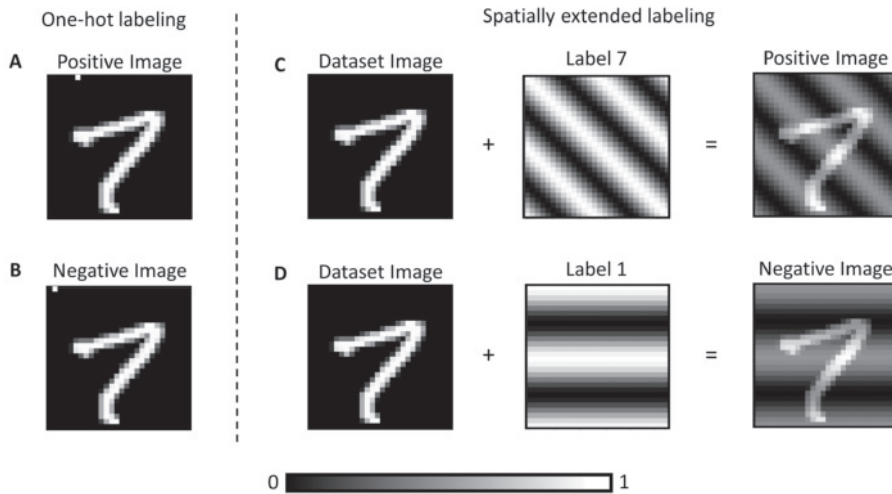 One-hot labeling
Spatially extended labeling
A
Positive Image
C
Dataset Image
Label 7
Positive Image
+
=
B
Negative Image
D
Dataset Image
Label 1
Negative Image
+
=
0
1